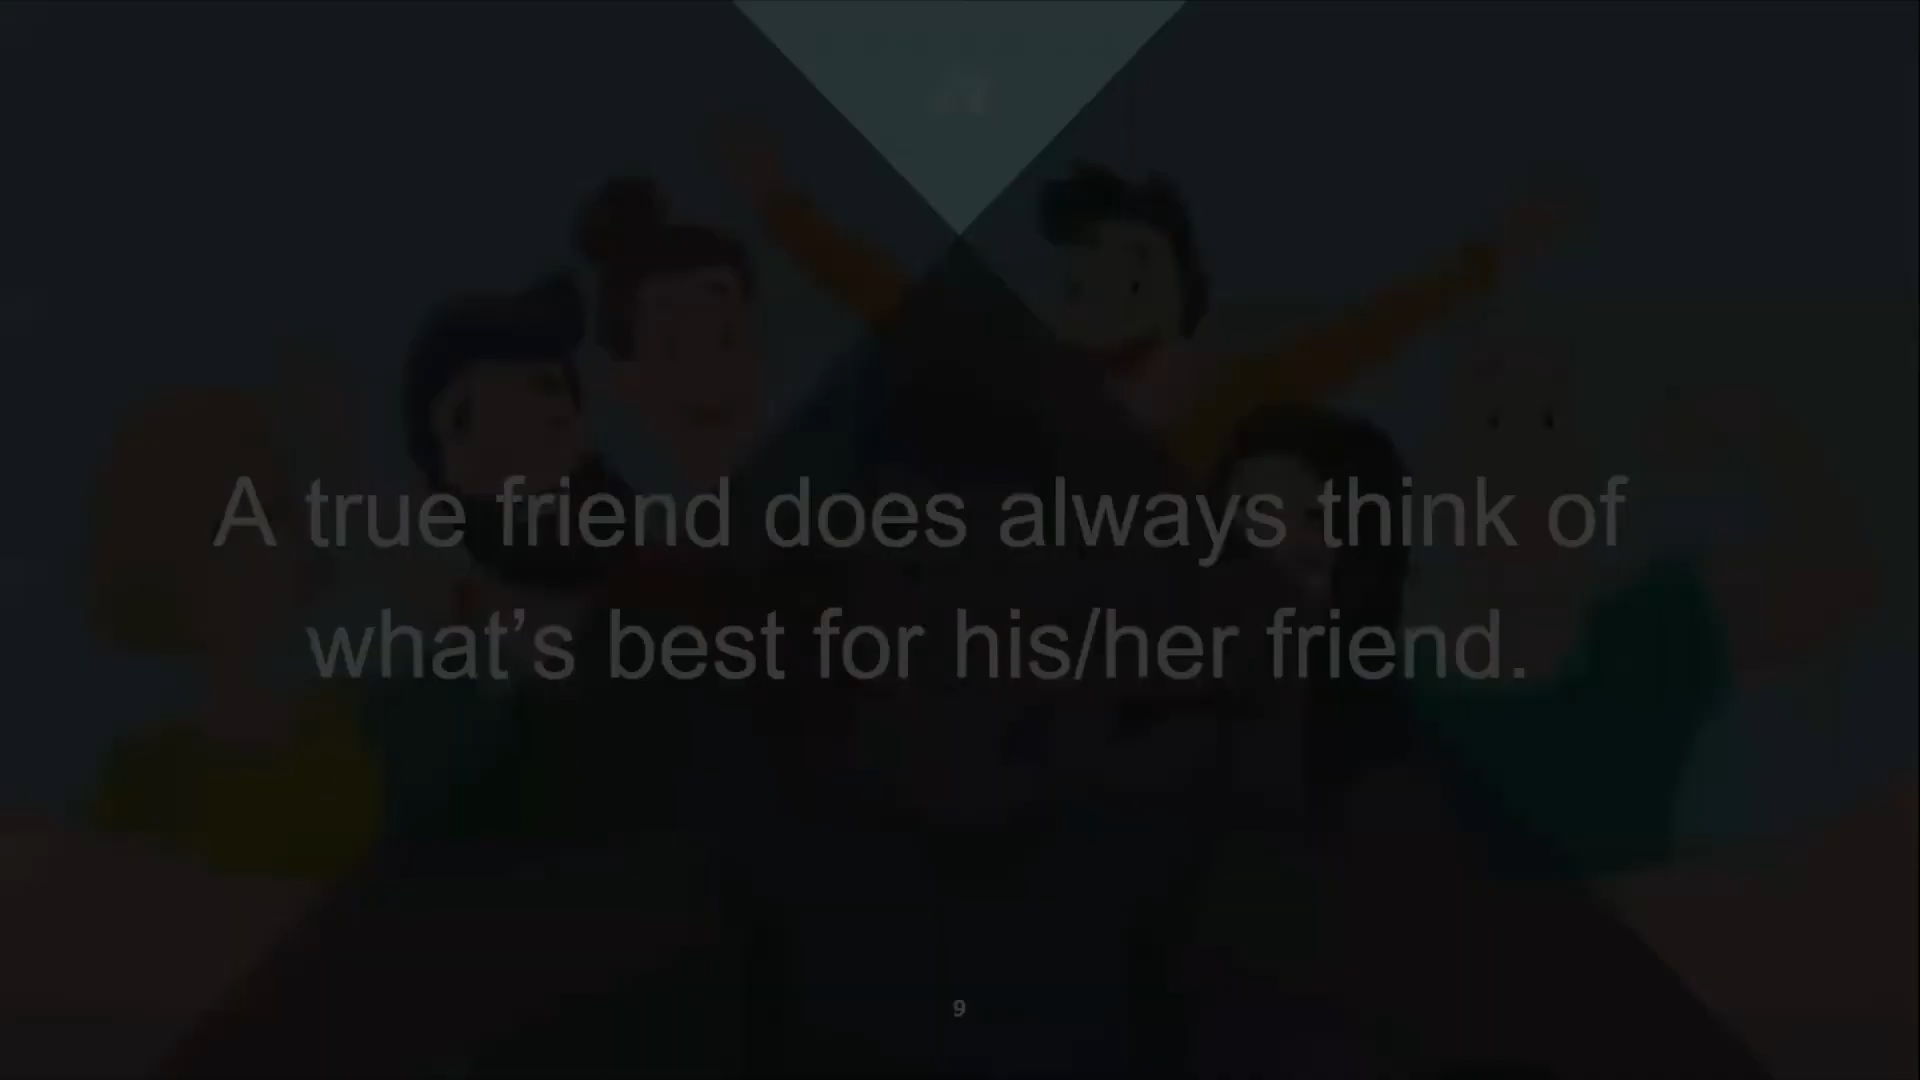 A true friend does always think of
what’s best for his/her friend.
9